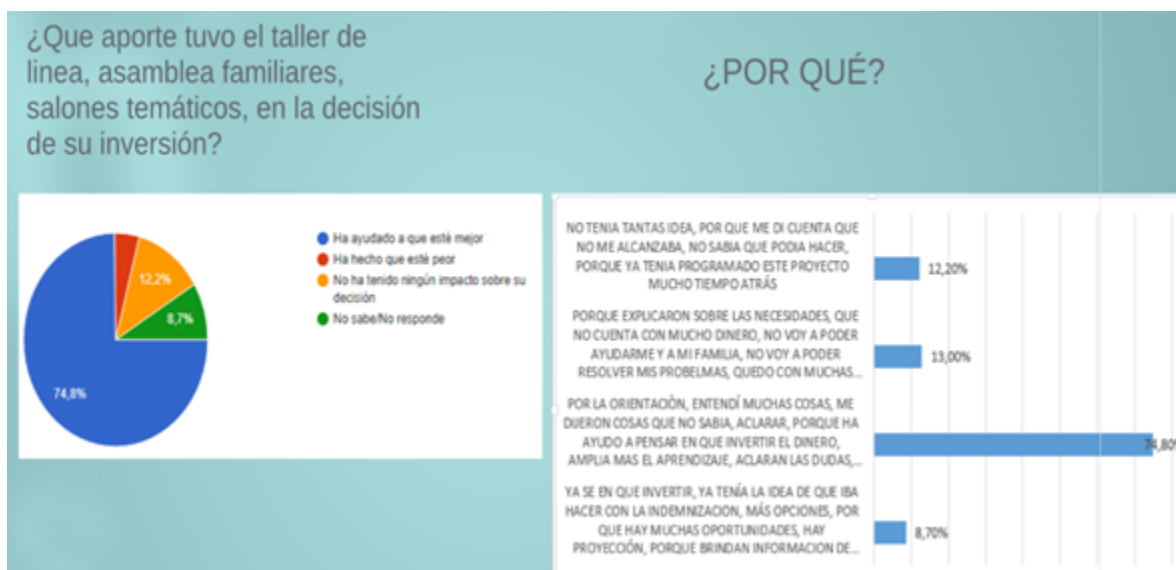 ¿Que aporte tuvo el taller de
linea, asamblea familiares,
salones temáticos, en la decisión
de su inversión?
¿POR QUÉ?
Ha ayudado a que esté mejor
Ha hecho que esté peor
No ha tenido ningún impacto sobre su
decisión
No sabe/No responde
12,2%
8,7%
74,8%
NO TENIA TANTAS IDEA, POR QUE ME DI CUENTA QUE
NO ME ALCANZABA, NO SABIA QUE PODIA HACER,
PORQUE YA TENIA PROGRAMADO ESTE PROYECTO
MUCHO TIEMPO ATRÁS
12,20%
PORQUE EXPLICARON SOBRE LAS NECESIDADES, QUE
NO CUENTA CON MUCHO DINERO, NO VOY A PODER
AYUDARME Y A MI FAMILIA, NO VOY A PODER
RESOLVER MIS PROBELMAS, QUEDO CON MUCHAS...
13,00%
POR LA ORIENTACIÒN, ENTENDÍ MUCHAS COSAS, ME
DIJERON COSAS QUE NO SABIA, ACLARAR, PORQUE HA
AYUDO A PENSAR EN QUE INVERTIR EL DINERO,
AMPLIA MAS EL APRENDIZAJE, ACLARAN LAS DUDAS,...
74,80%
YA SE EN QUE INVERTIR, YA TENÍA LA IDEA DE QUE IBA
HACER CON LA INDEMNIZACION, MÁS OPCIONES, POR
QUE HAY MUCHAS OPORTUNIDADES, HAY
PROYECCIÓN, PORQUE BRINDAN INFORMACION DE...
8,70%